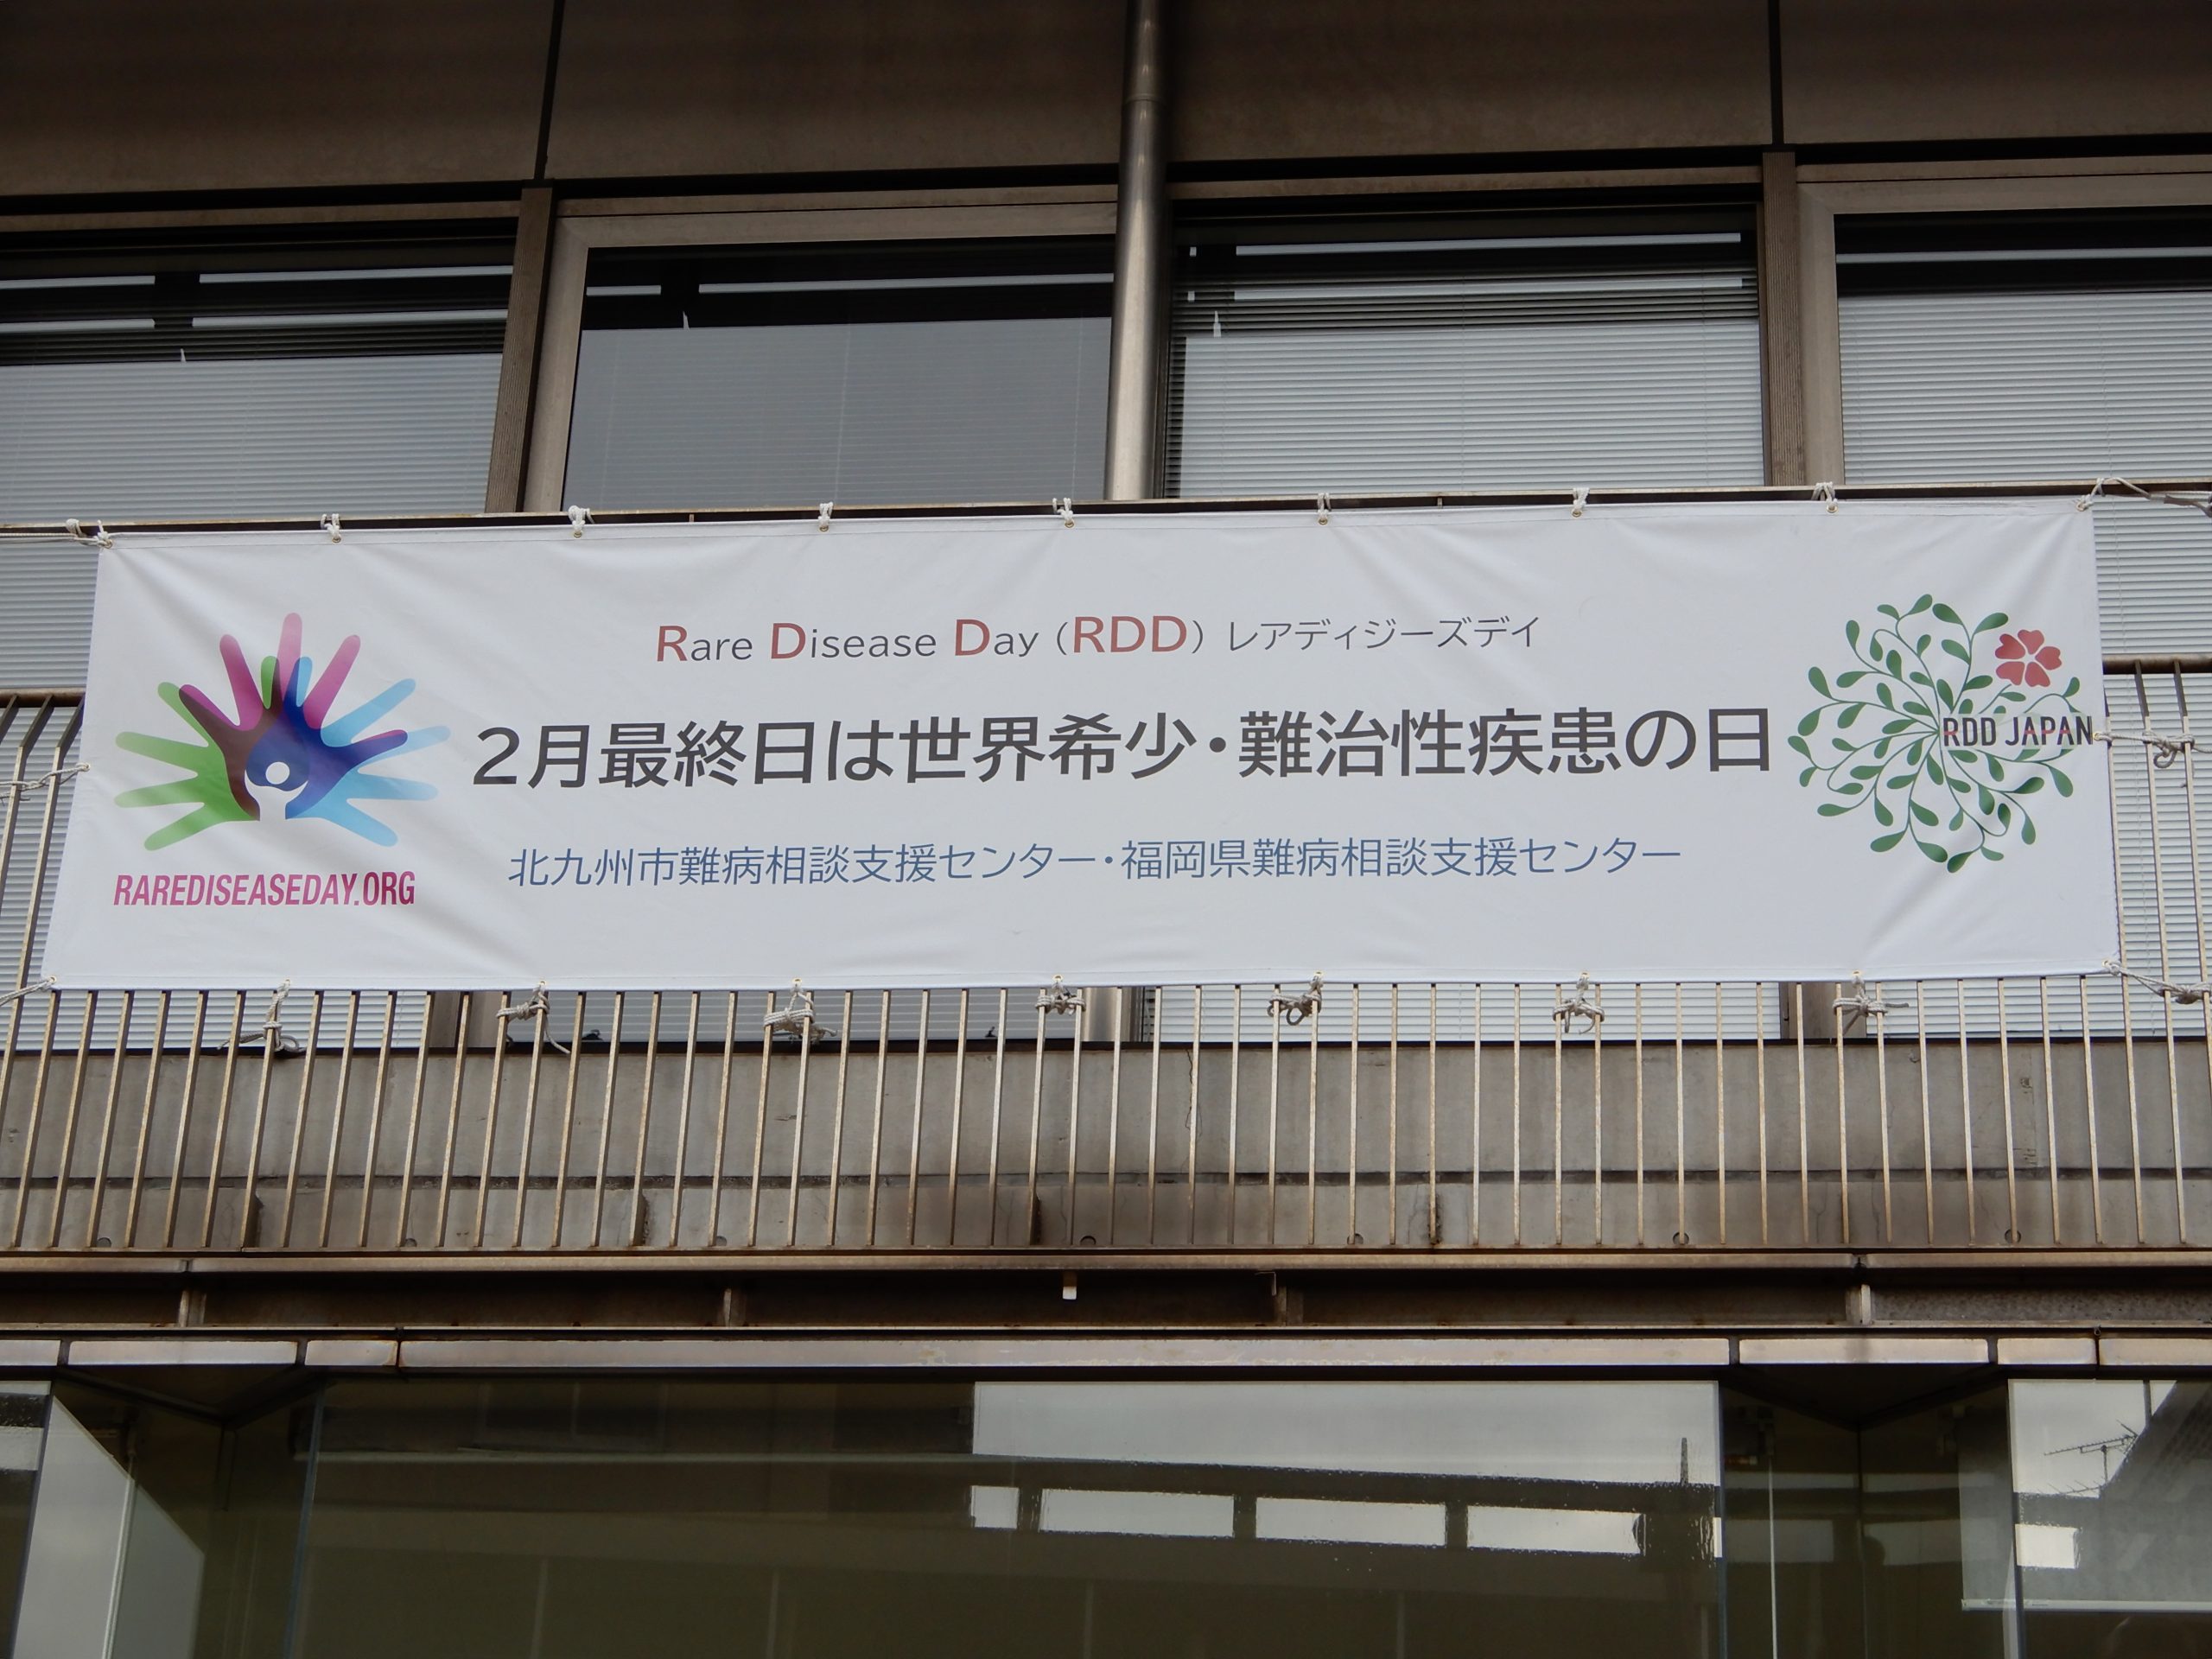 Rare Disease Day (RDD) レアディジーズデイ
2月最終日は世界希少・難治性疾患の日
北九州市難病相談支援センター・福岡県難病相談支援センター
RAREDISEASEDAY.ORG
RDD JAPAN